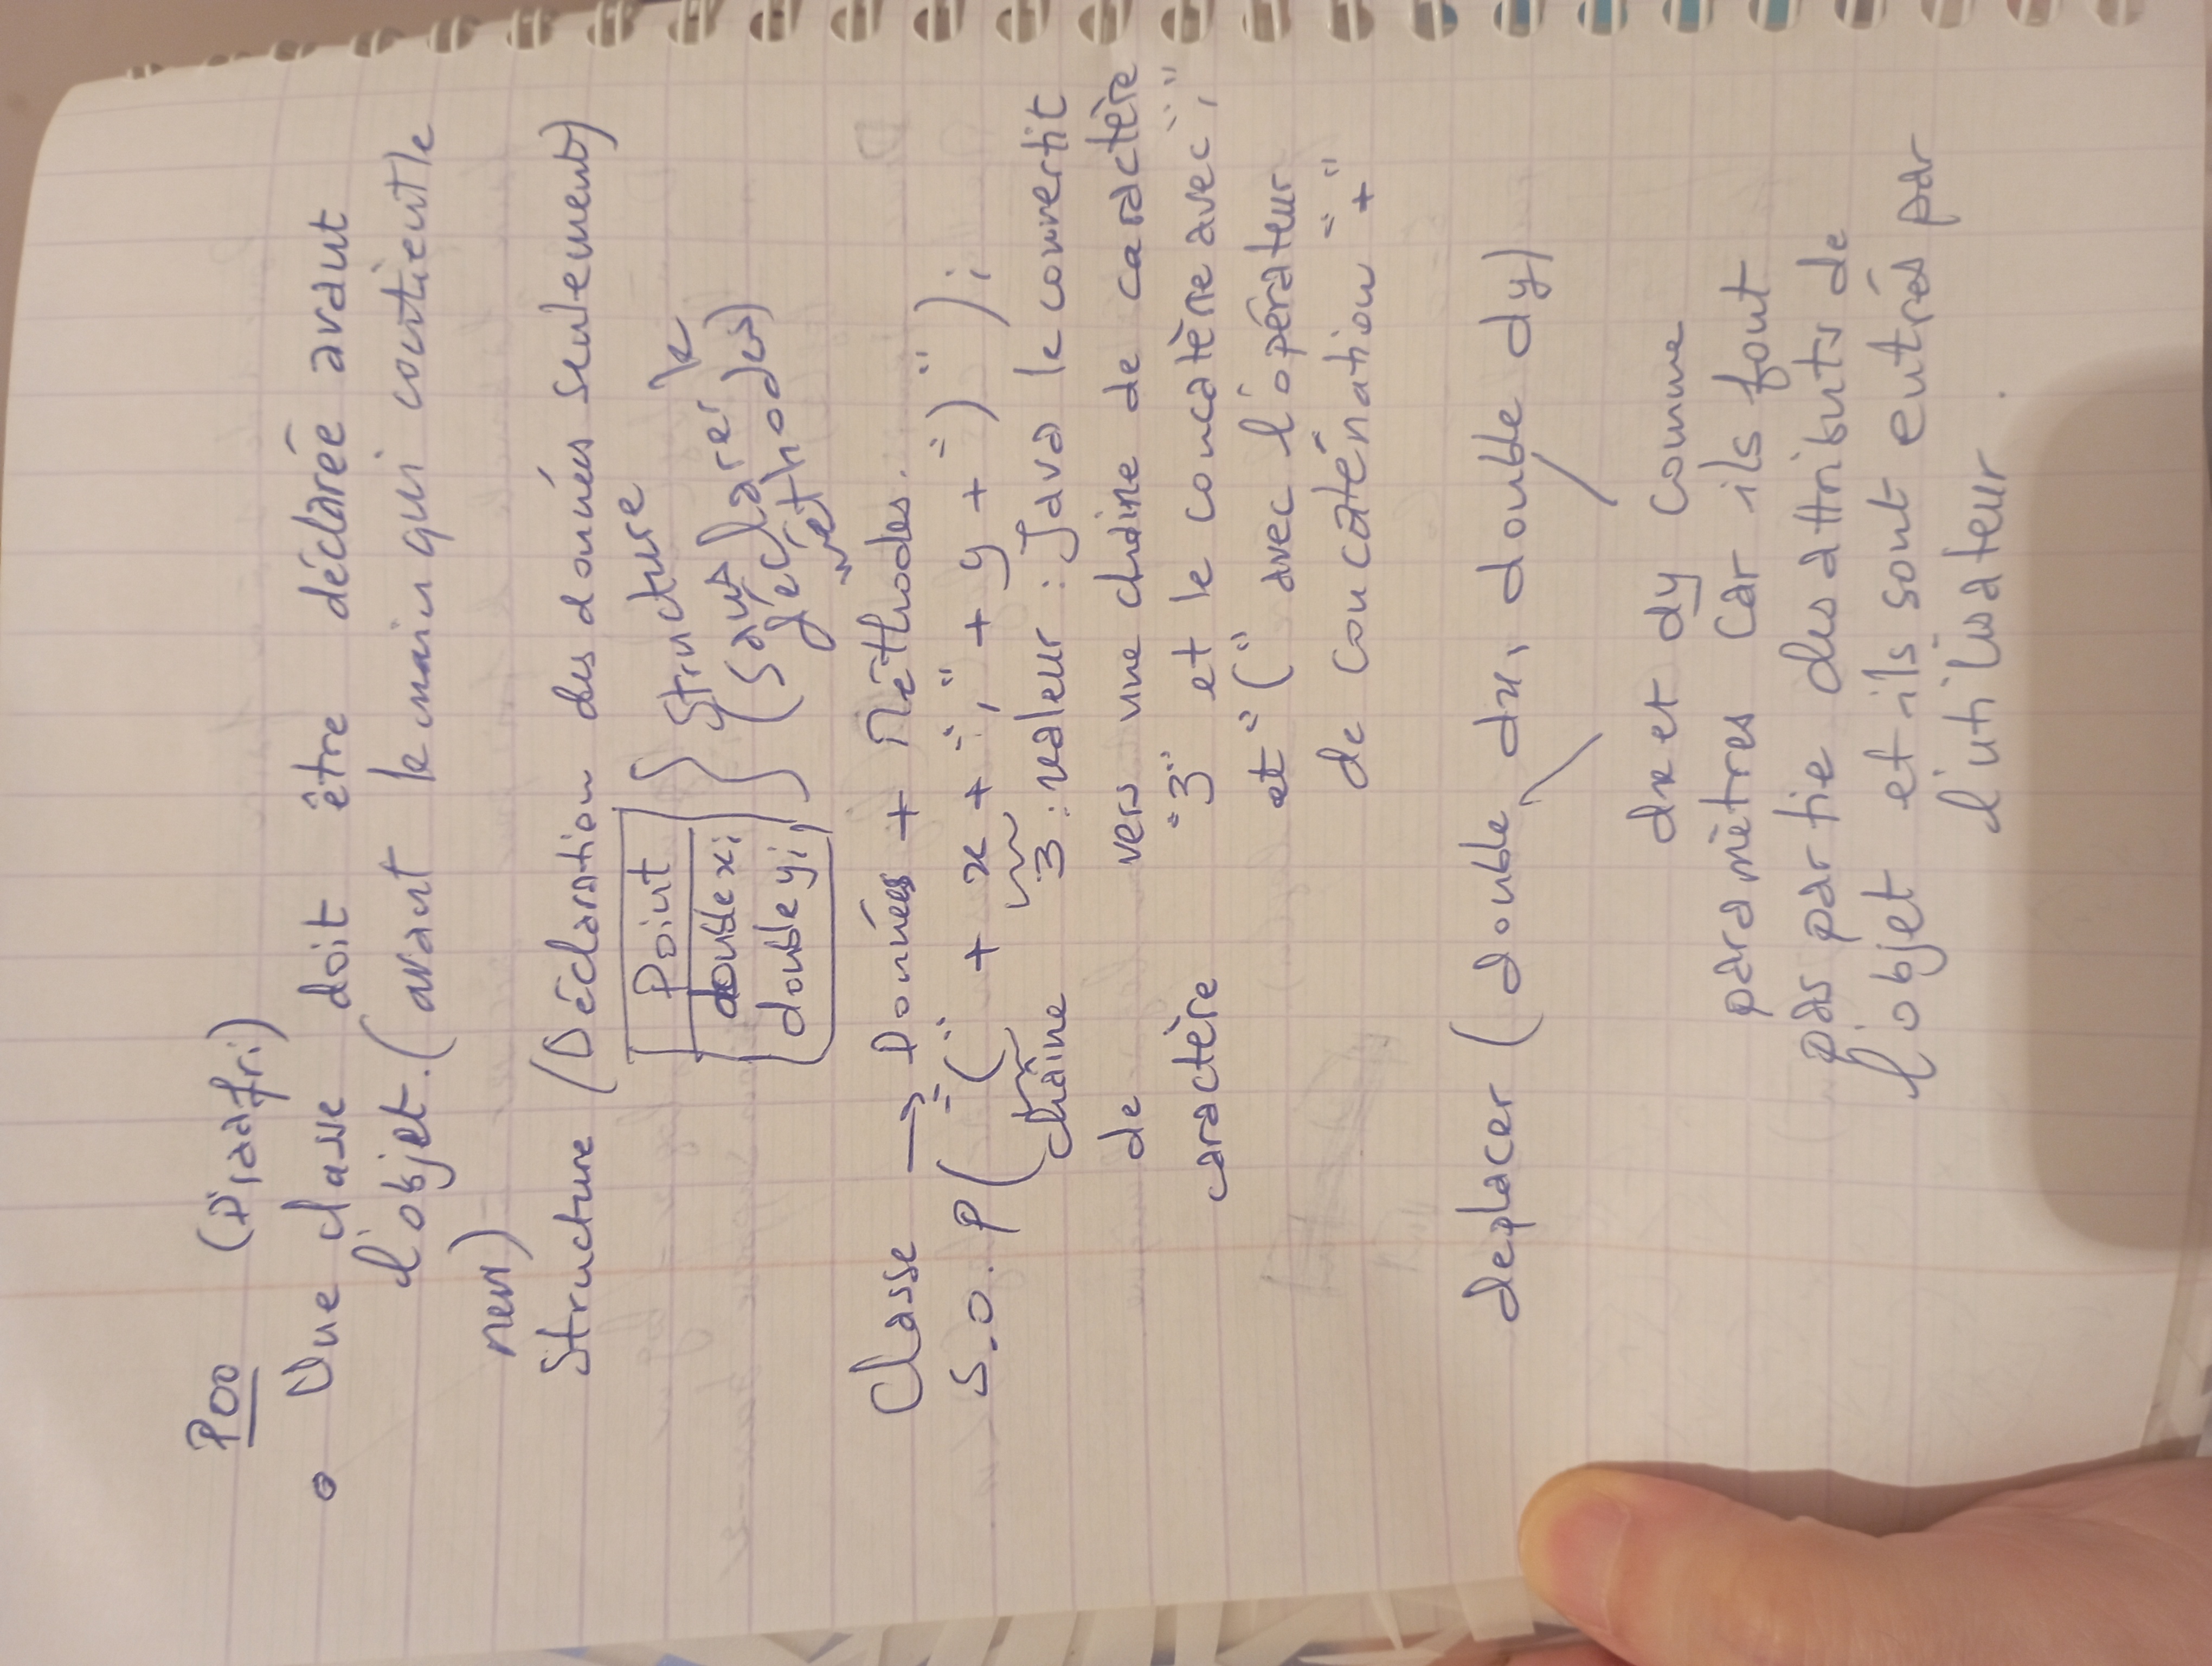 POO (Djaafri)
• Une classe doit être déclarée avant
l'objet. (avant le main qui contient le
new)
Structure (Déclaration des données seulement)
Point
double x;
double y;
} Structure
(sans
déclarer le
méthodes)
Classe → Données + Méthodes.
S.o.p("(" + x + "," + y + ")");
chaîne 3 : valeur : Java le convertit
de vers une chaîne de caractère
caractère "3" et le concatène avec ","
et "(" avec l'opérateur
de concaténation "+"
deplacer (double dx, double dy)
dx et dy comme
paramètres car ils font
pas partie des attributs de
l'objet et ils sont entrés par
l'utilisateur.